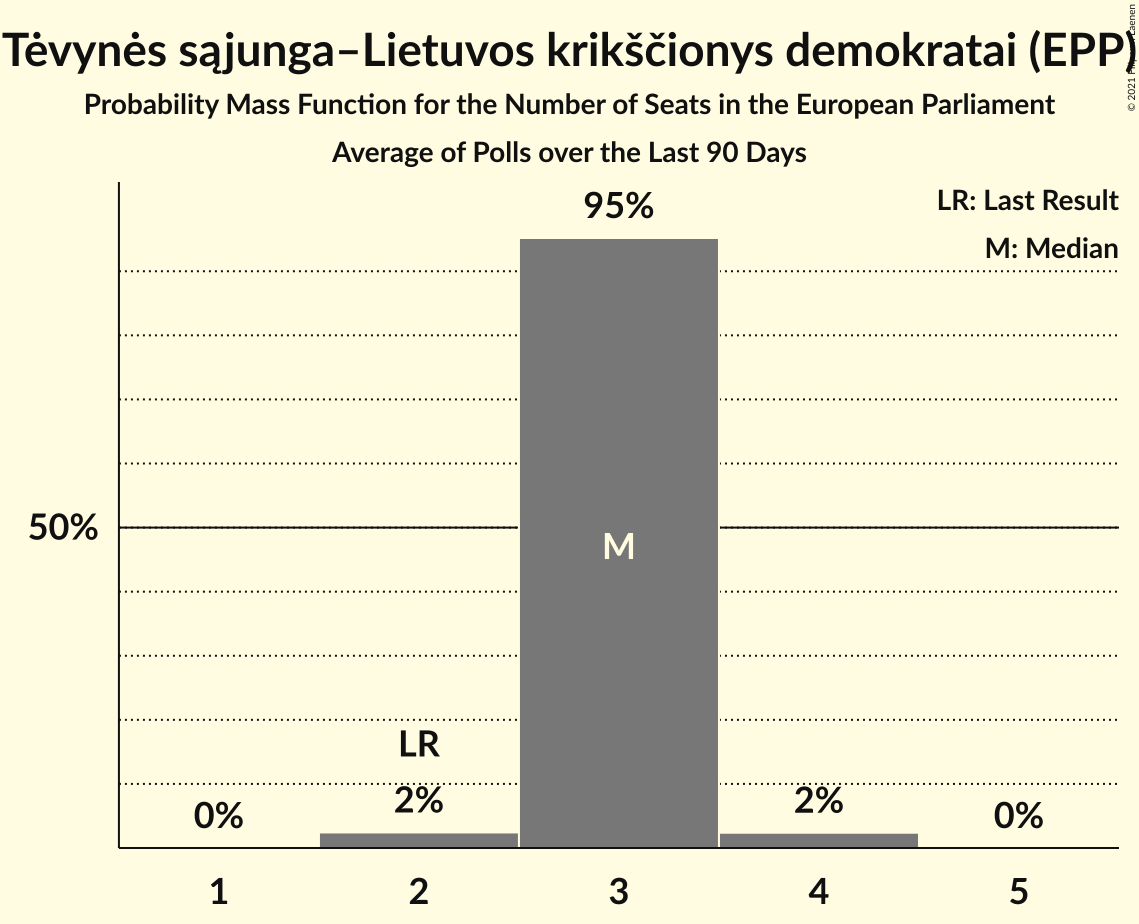 Tėvynės sąjunga–Lietuvos krikščionys demokratai (EPP)
Probability Mass Function for the Number of Seats in the European Parliament
Average of Polls over the Last 90 Days
© 2021 Laenen
LR: Last Result
M: Median
95%
50%
M
LR
0%
2%
2%
0%
1
2
3
4
5